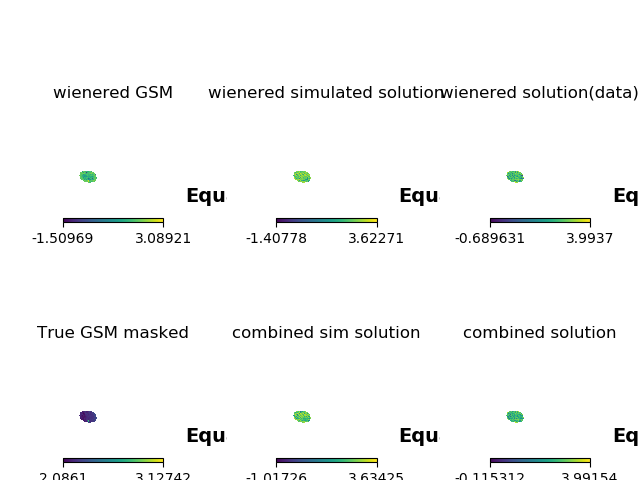 wienered GSM wienered simulated solution wienered solution(data)
Equ Equ Eq
-1.50969 3.08921 -1.40778 3.62271 -0.689631 3.9937
True GSM masked combined sim solution combined solution
Equ Equ Eq
2.0861 3.12742 -1.01726 3.63425 -0.115312 3.99154